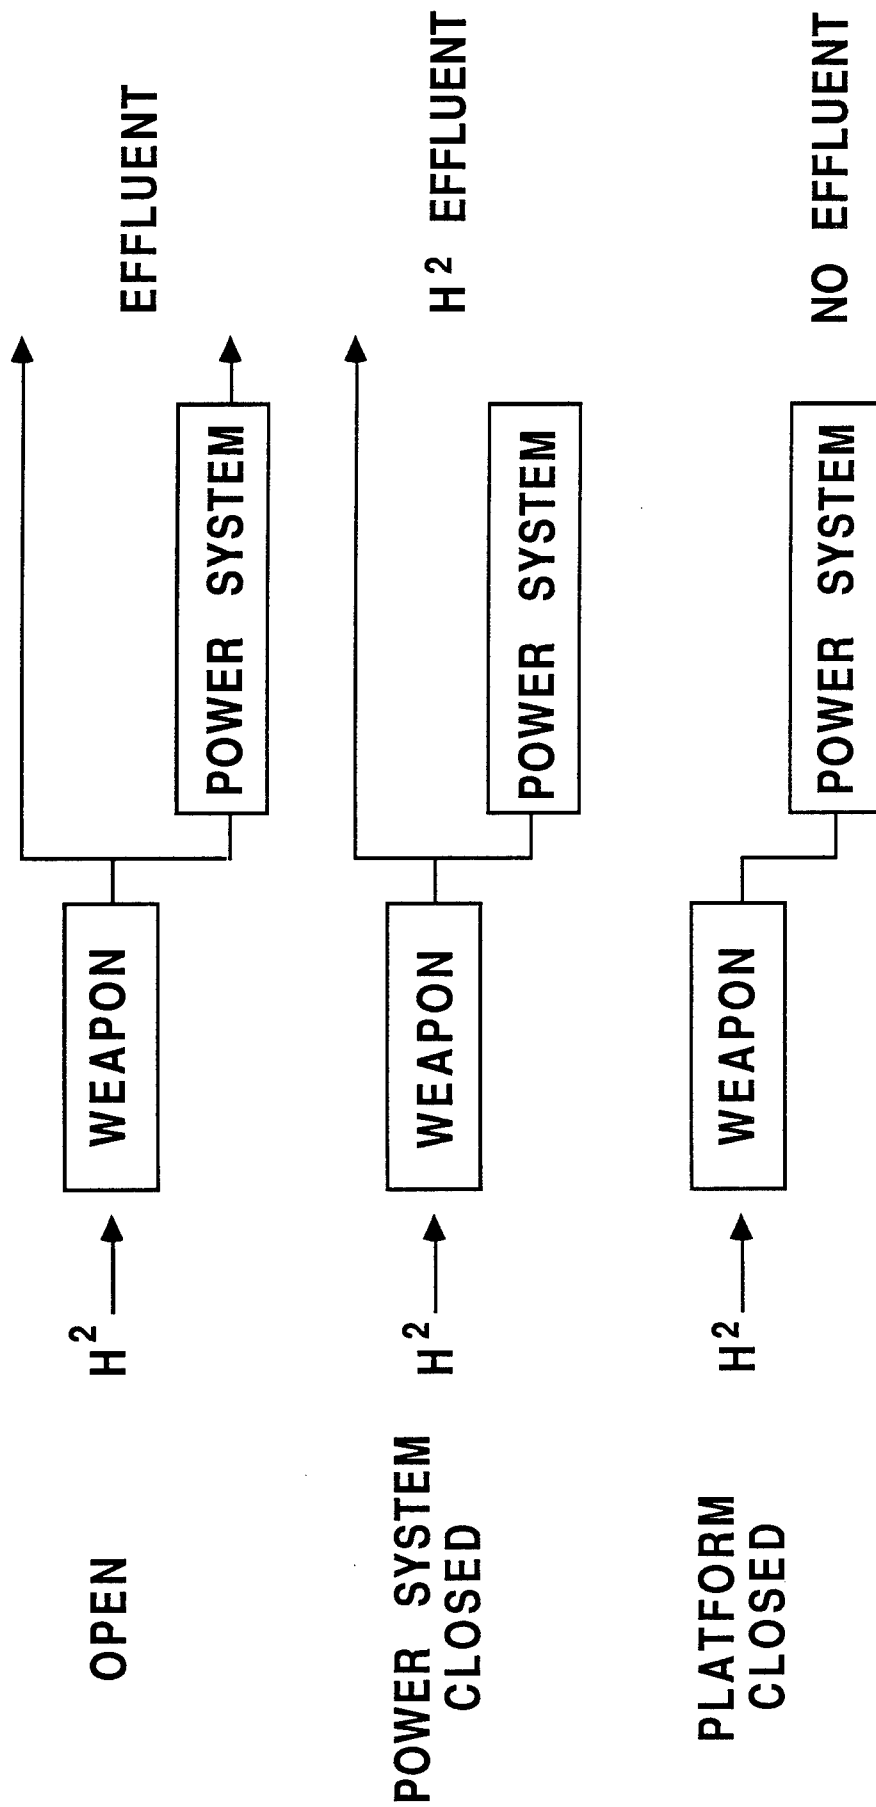 OPEN
H²
WEAPON
POWER SYSTEM
EFFLUENT
POWER SYSTEM
CLOSED
H²
WEAPON
POWER SYSTEM
H² EFFLUENT
PLATFORM
CLOSED
H²
WEAPON
POWER SYSTEM
NO EFFLUENT